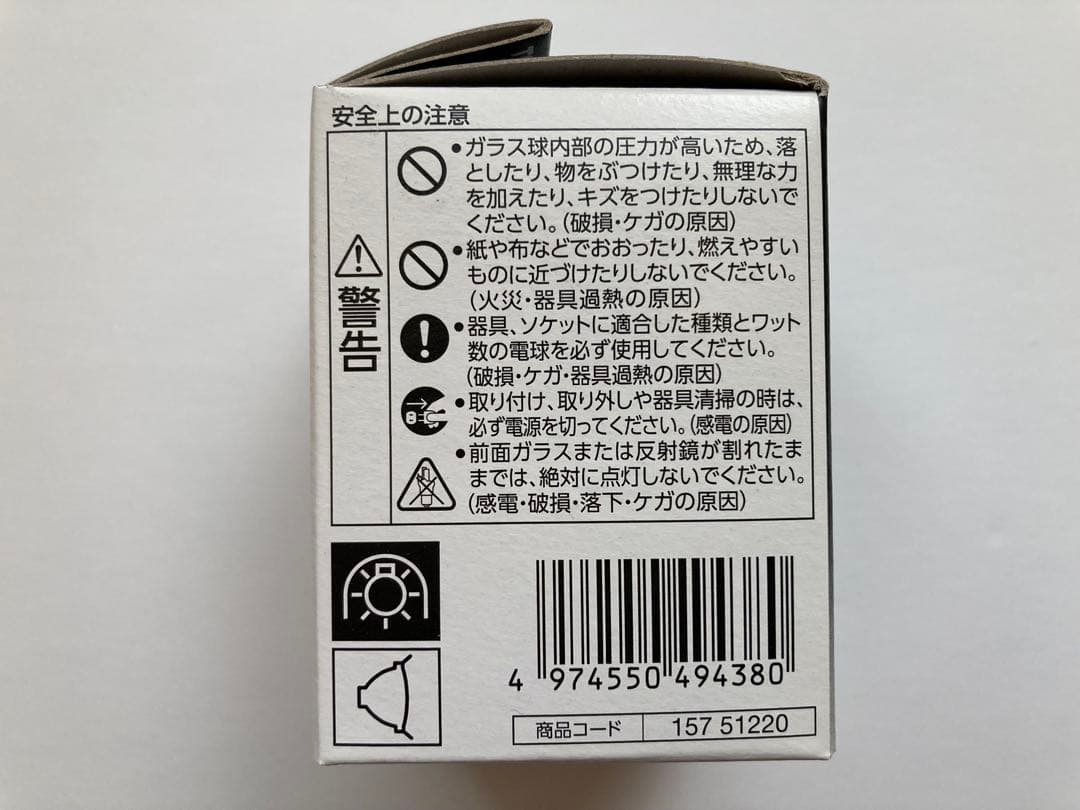 安全上の注意
警告
●ガラス球内部の圧力が高いため、落
としたり、物をぶつけたり、無理な力
を加えたり、キズをつけたりしないで
ください。(破損・ケガの原因)
●紙や布などでおおったり、燃えやすい
ものに近づけたりしないでください。
(火災・器具過熱の原因)
●器具、ソケットに適合した種類とワット
数の電球を必ず使用してください。
(破損・ケガ・器具過熱の原因)
●取り付け、取り外しや器具清掃の時は、
必ず電源を切ってください。(感電の原因)
●前面ガラスまたは反射鏡が割れたま
までは、絶対に点灯しないでください。
(感電・破損・落下・ケガの原因)
4 974550 494380
商品コード 157 51220